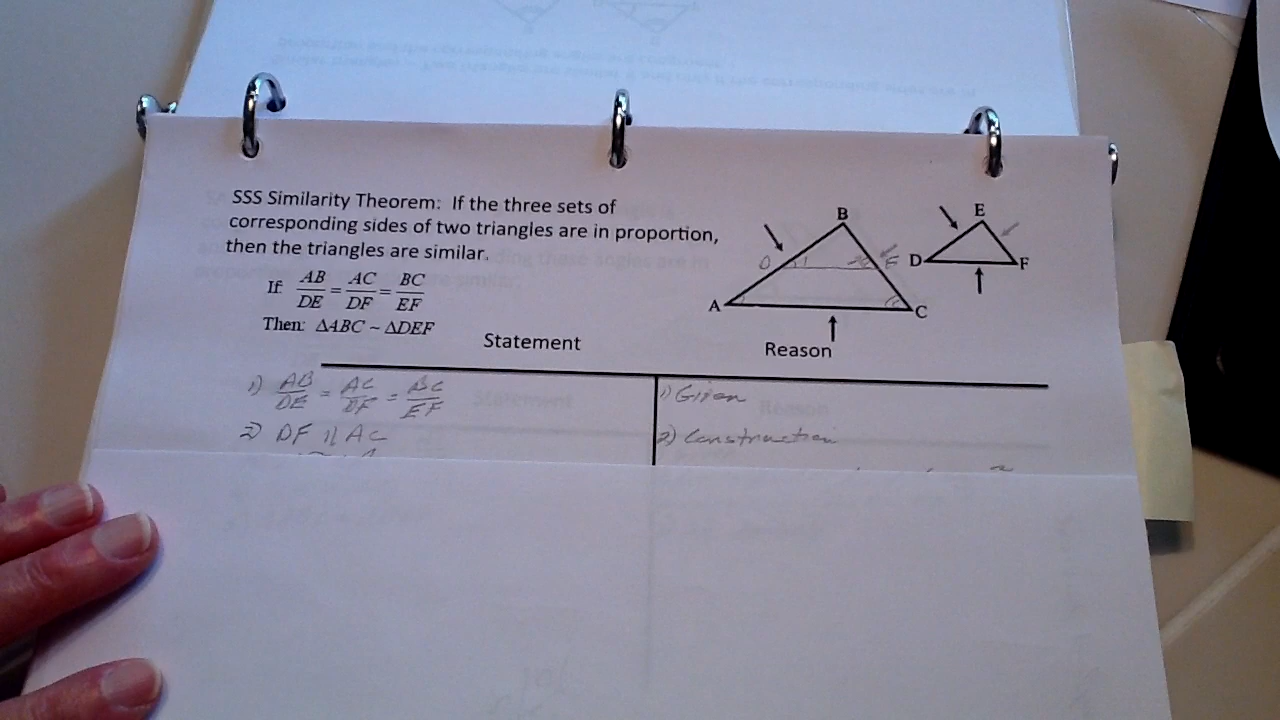 SSS Similarity Theorem: If the three sets of
corresponding sides of two triangles are in proportion,
then the triangles are similar.
If AB/DE = AC/DF = BC/EF
Then: ΔABC ~ ΔDEF
B
A
C
D
E
F
E
D
F
Statement
Reason
1) AB/DE = AC/DF = BC/EF
1) Given
2) DF || AC
2) Construction